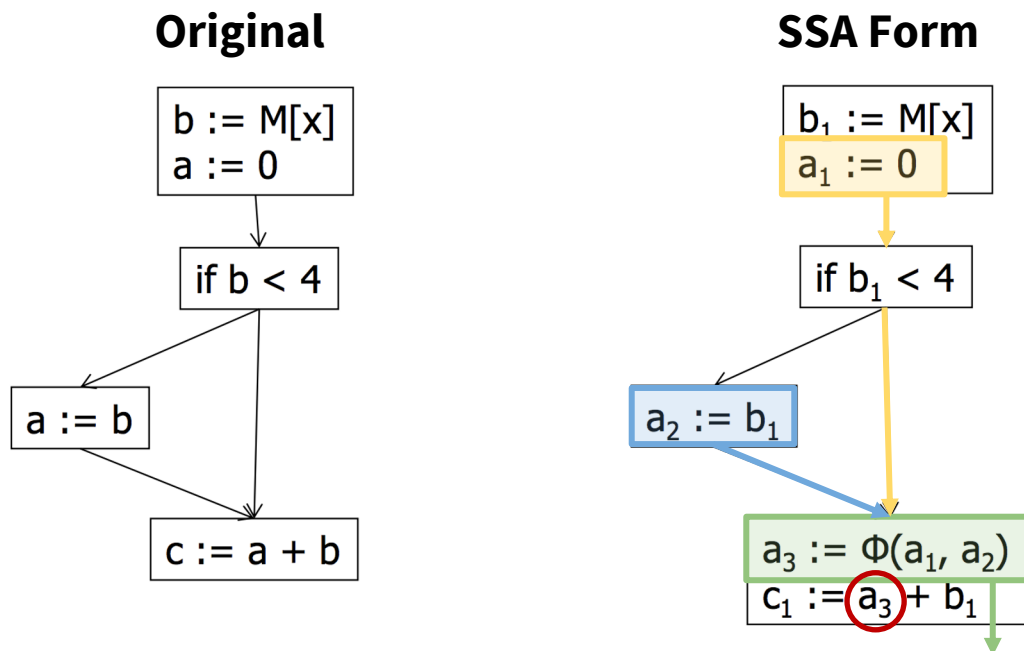 Original
b := M[x]
a := 0
if b < 4
a := b
c := a + b
SSA Form
b₁ := M[x]
a₁ := 0
if b₁ < 4
a₂ := b₁
a₃ := Φ(a₁, a₂)
c₁ := a₃ + b₁